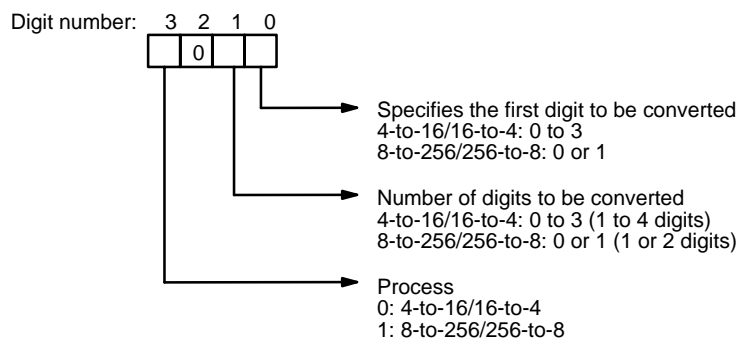 Digit number: 3 2 1 0
0
Specifies the first digit to be converted
4-to-16/16-to-4: 0 to 3
8-to-256/256-to-8: 0 or 1
Number of digits to be converted
4-to-16/16-to-4: 0 to 3 (1 to 4 digits)
8-to-256/256-to-8: 0 or 1 (1 or 2 digits)
Process
0: 4-to-16/16-to-4
1: 8-to-256/256-to-8